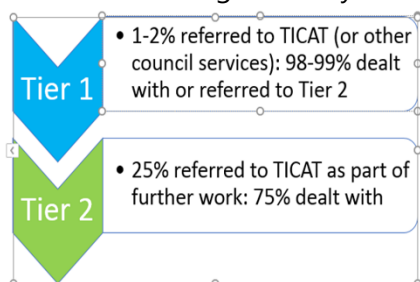 Tier 1
• 1-2% referred to TICAT (or other
council services): 98-99% dealt
with or referred to Tier 2
Tier 2
• 25% referred to TICAT as part of
further work: 75% dealt with